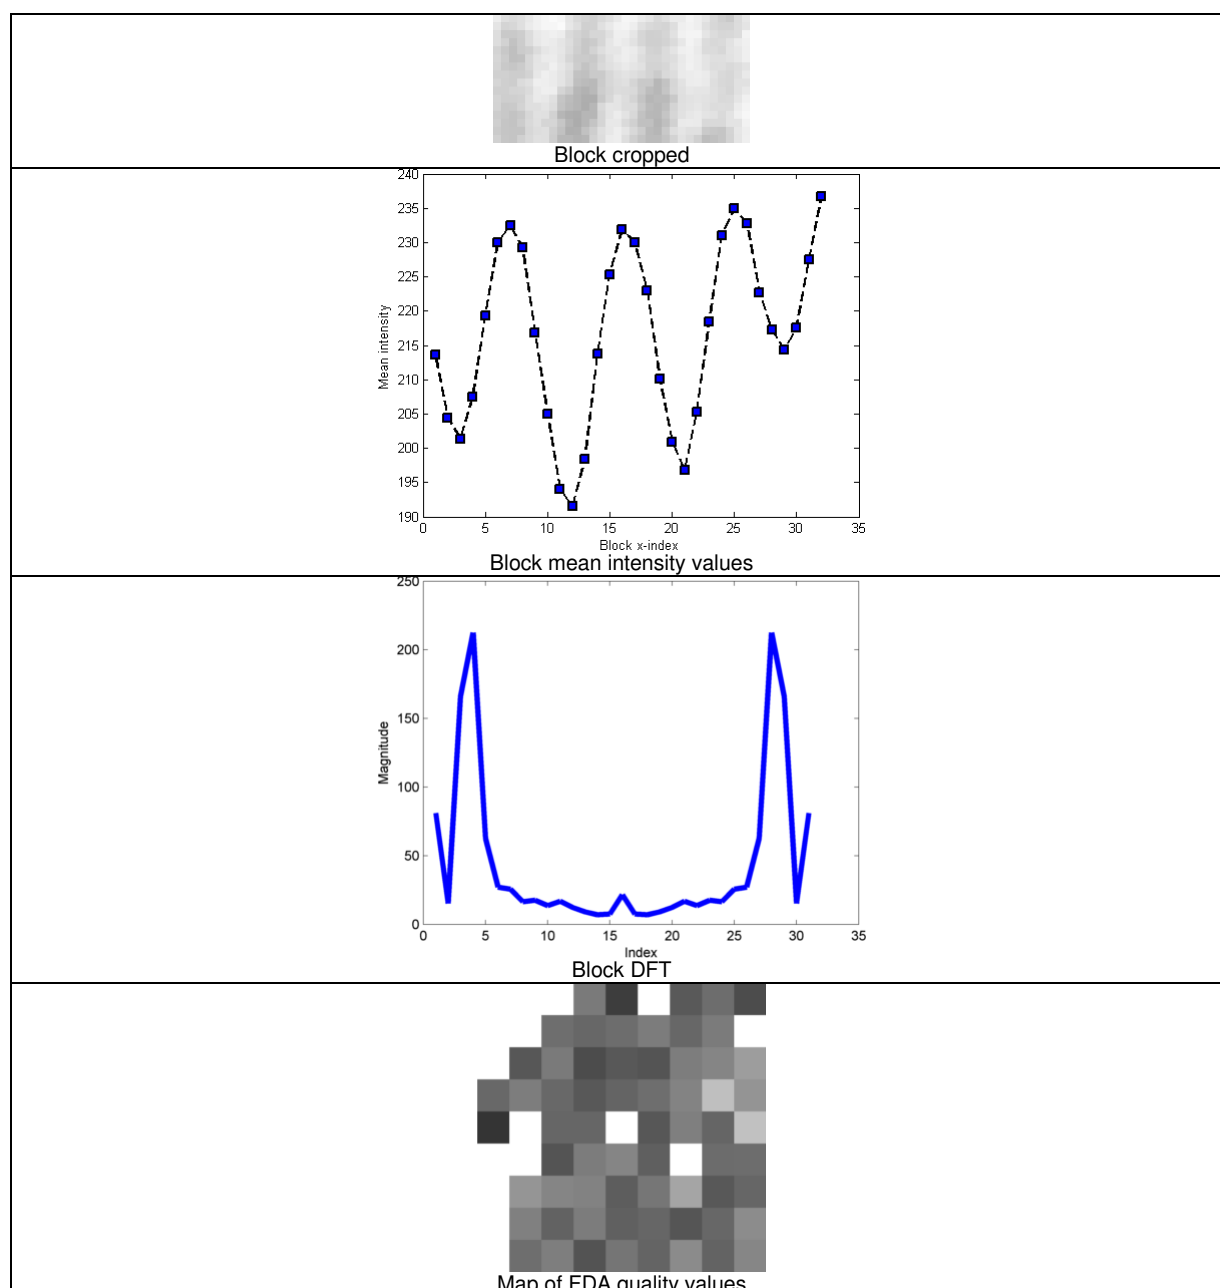 Block cropped
240
235
230
225
220
215
210
205
200
195
190
Mean intensity
0 5 10 15 20 25 30 35
Block x-index
Block mean intensity values
250
200
150
100
50
0
Magnitude
0 5 10 15 20 25 30 35
Index
Block DFT
Map of FDA quality values